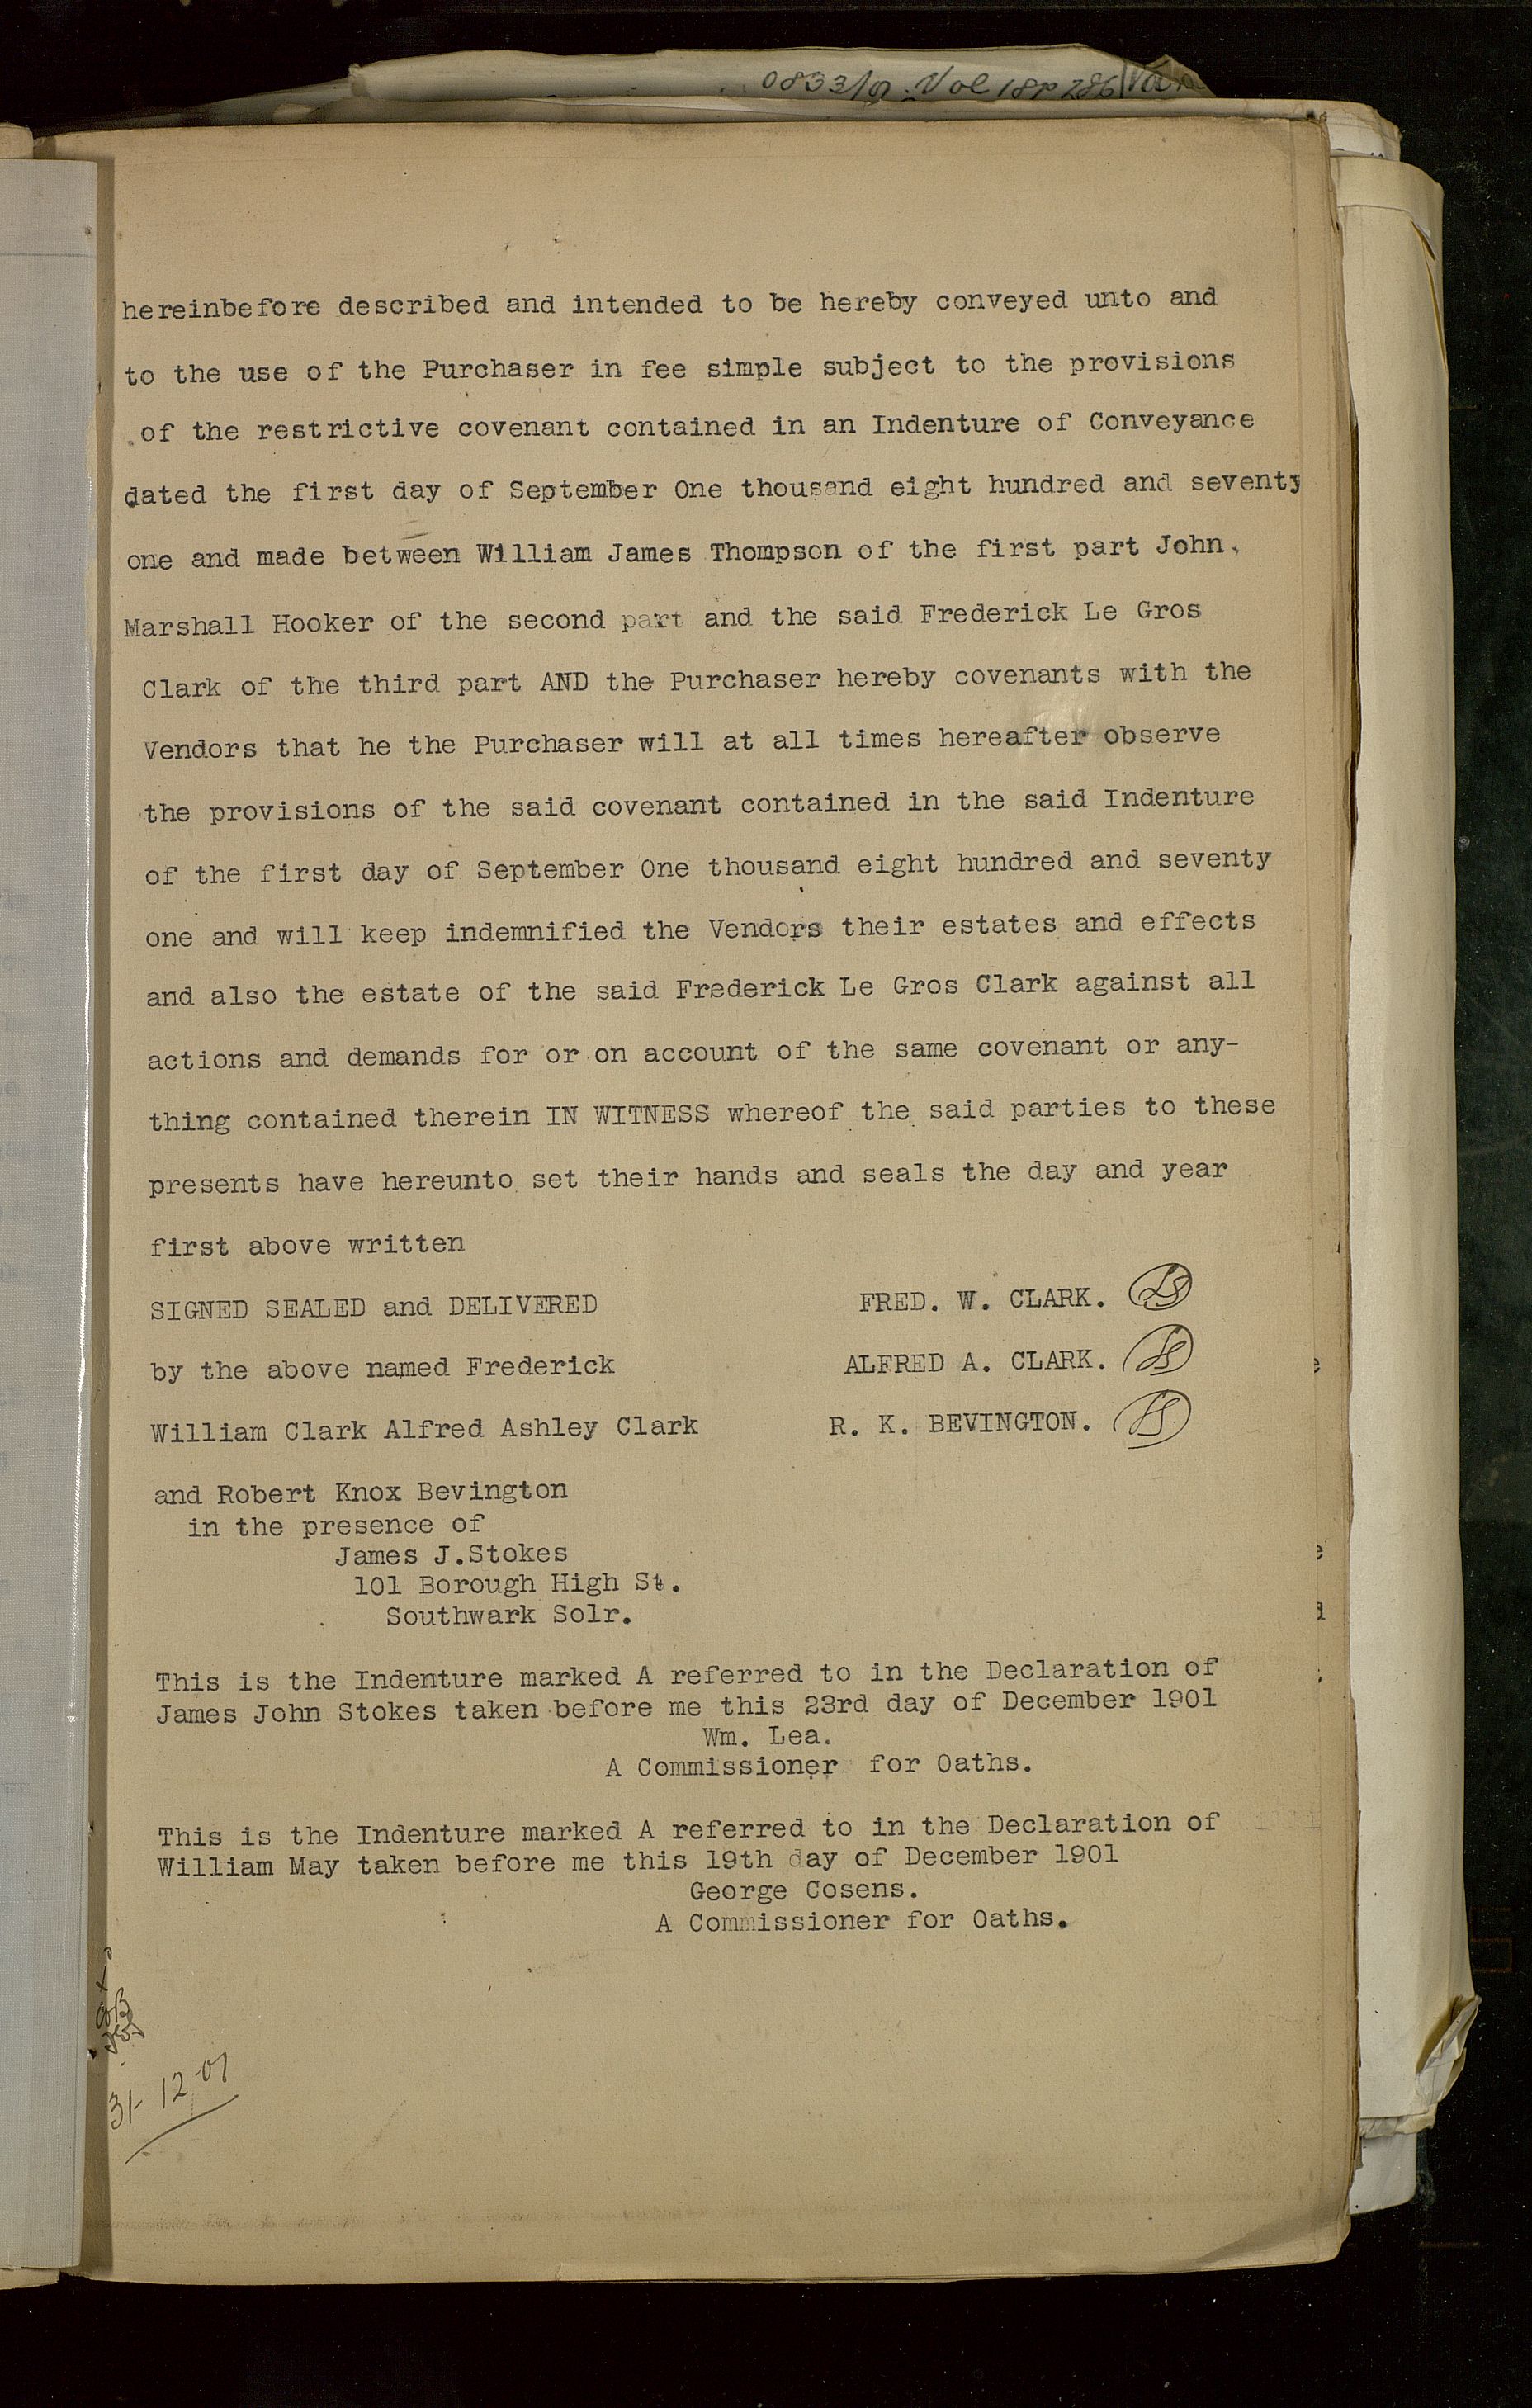 0833/9. Vol 18 p 286
hereinbefore described and intended to be hereby conveyed unto and
to the use of the Purchaser in fee simple subject to the provisions
of the restrictive covenant contained in an Indenture of Conveyance
dated the first day of September One thousand eight hundred and seventy
one and made between William James Thompson of the first part John
Marshall Hooker of the second part and the said Frederick Le Gros
Clark of the third part AND the Purchaser hereby covenants with the
Vendors that he the Purchaser will at all times hereafter observe
the provisions of the said covenant contained in the said Indenture
of the first day of September One thousand eight hundred and seventy
one and will keep indemnified the Vendors their estates and effects
and also the estate of the said Frederick Le Gros Clark against all
actions and demands for or on account of the same covenant or any-
thing contained therein IN WITNESS whereof the said parties to these
presents have hereunto set their hands and seals the day and year
first above written
SIGNED SEALED and DELIVERED FRED. W. CLARK. LS
by the above named Frederick ALFRED A. CLARK. LS
William Clark Alfred Ashley Clark R. K. BEVINGTON. LS
and Robert Knox Bevington
in the presence of
James J.Stokes
101 Borough High St.
Southwark Solr.
This is the Indenture marked A referred to in the Declaration of
James John Stokes taken before me this 23rd day of December 1901
Wm. Lea.
A Commissioner for Oaths.
This is the Indenture marked A referred to in the Declaration of
William May taken before me this 19th day of December 1901
George Cosens.
A Commissioner for Oaths.
31-12-01